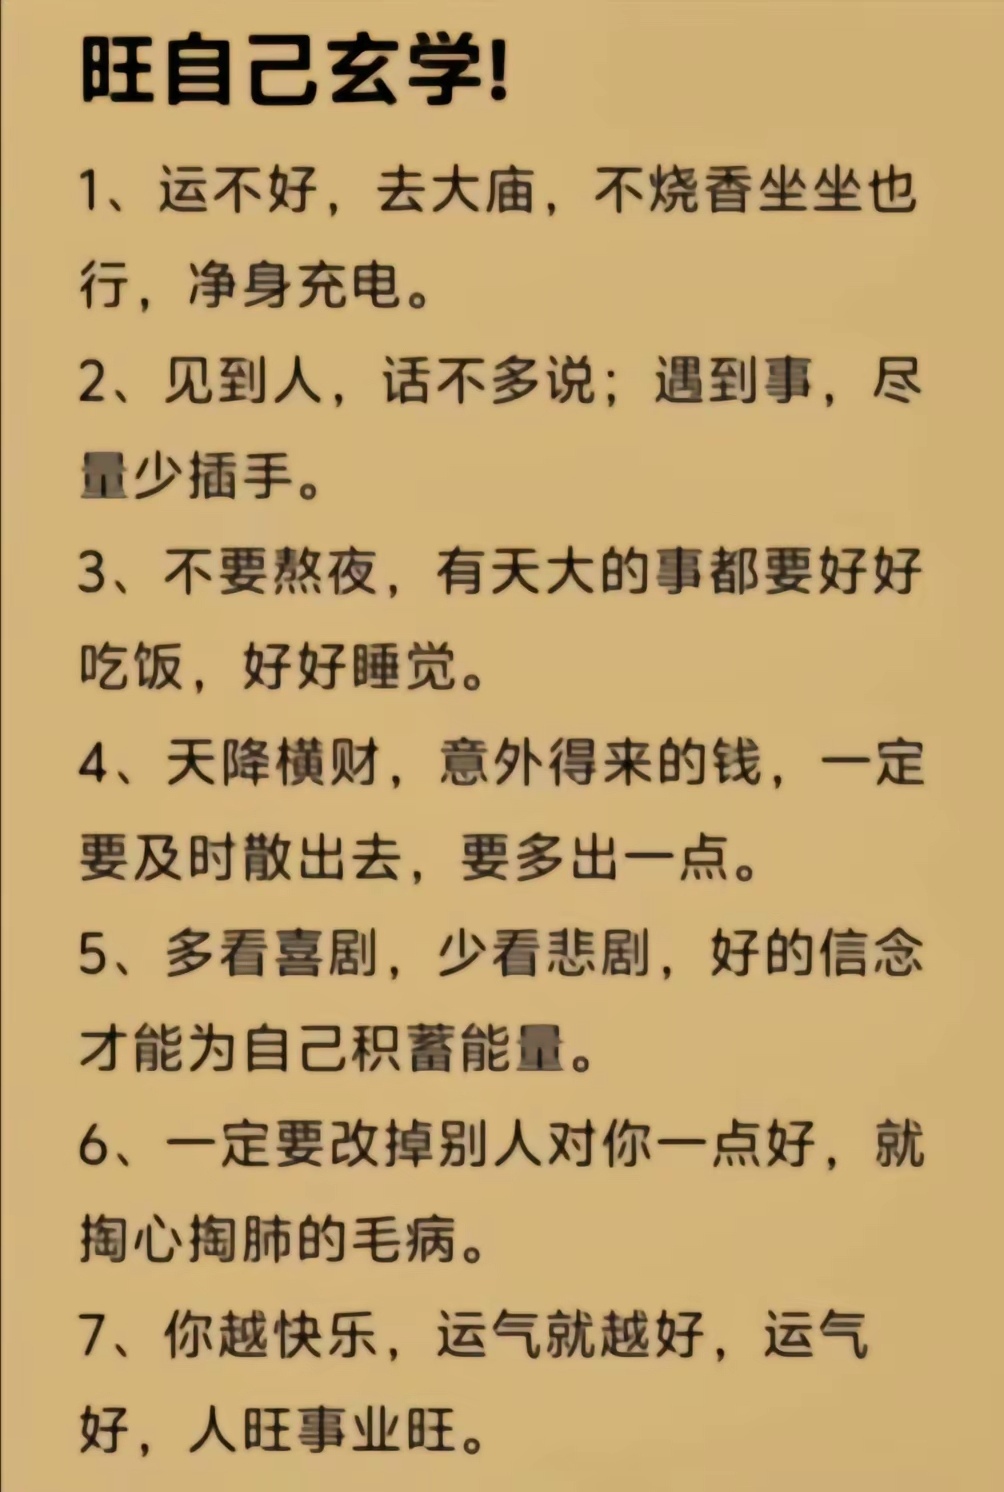 旺自己玄学!
1、运不好，去大庙，不烧香坐坐也
行，净身充电。
2、见到人，话不多说；遇到事，尽
量少插手。
3、不要熬夜，有天大的事都要好好
吃饭，好好睡觉。
4、天降横财，意外得来的钱，一定
要及时散出去，要多出一点。
5、多看喜剧，少看悲剧，好的信念
才能为自己积蓄能量。
6、一定要改掉别人对你一点好，就
掏心掏肺的毛病。
7、你越快乐，运气就越好，运气
好，人旺事业旺。